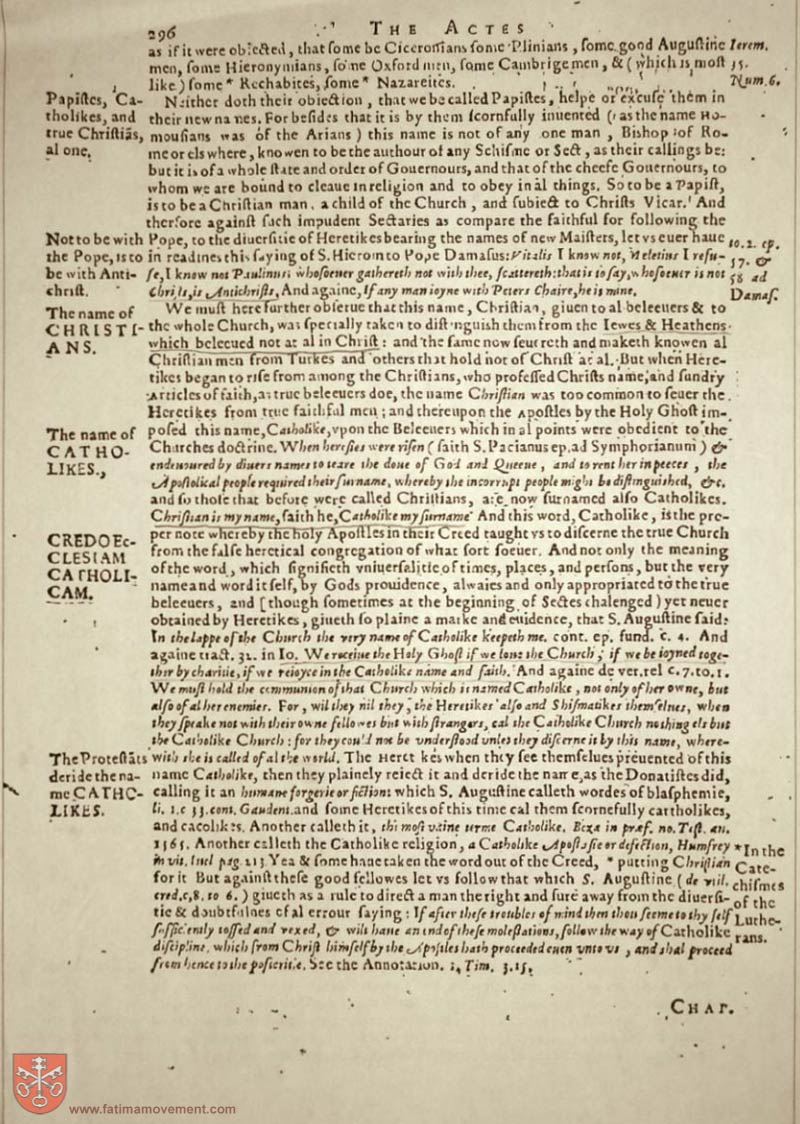 296
THE ACTES
as if it were obiected, that some be Ciceronians some Plinians, some good Augustine
men, some Hieronymians, some Oxford men, some Cambrige men, & (which is most
like) some* Rechabites, some* Nazareites.
Ierem.
35.
Num. 6.
Papistes, Ca-
tholikes, and
true Christiãs,
al one.
Neither doth their obiection, that we be called Papistes, helpe or excuse them in
their new names. For besides that it is by them scornfully inuented (as the name HO-
mousians was of the Arians) this name is not of any one man, Bishop of Ro-
me or els where, knowen to be the authour of any Schisme or Sect, as their callings be:
but it is of a whole state and order of Gouernours, and that of the cheefe Gouernours, to
whom we are bound to cleaue in religion and to obey in al things. So to be a Papist,
is to be a Christian man, a child of the Church, and subiect to Christs Vicar. And
therfore against such impudent Sectaries as compare the faithful for following the
Not to be with
the Pope, is to
be with Anti-
christ.
Pope, to the diuersitie of Heretikes bearing the names of new Maisters, let vs euer haue
in readines this saying of S. Hierom to Pope Damasus: Vitalis I know not, Meletius I refu-
se, I know not Paulinus: whosoeuer gathereth not with thee, scattereth: that is to say, whosoeuer is not
Christs, is Antichrists, And againe, If any man ioyne with Peters Chaire, he is mine.
to. 2. ep.
57. &
58 ad
Damas.
The name of
CHRISTI-
ANS.
We must here further obserue that this name, Christian, giuen to al beleeuers & to
the whole Church, was specially taken to distinguish them from the Iewes & Heathens
which beleeued not at al in Christ: and the same now seuereth and maketh knowen al
Christian men from Turkes and others that hold not of Christ at al. But when Here-
tikes began to rise from among the Christians, who professed Christs name, and sundry
Articles of faith, as true beleeuers doe, the name Christian was too common to seuer the
Heretikes from true faithful men; and thereupon the Apostles by the Holy Ghost im-
The name of
CATHO-
LIKES.
posed this name, Catholike, vpon the Beleeuers which in al points were obedient to the
Churches doctrine. When heresies were risen (saith S. Pacianus ep. ad Symphorianum) &
endeuoured by diuers names to teare the doue of God and Queene, and to rent her in peeces, the
Apostolical people required their surname, whereby the incorrupt people might be distinguished, &c.
and so those that before were called Christians, are now surnamed also Catholikes.
Christian is my name, saith he, Catholike my surname And this word, Catholike, is the pro-
CREDO Ec-
CLESIAM
CATHOLI-
CAM.
per note whereby the holy Apostles in their Creed taught vs to discerne the true Church
from the false heretical congregation of what sort soeuer. And not only the meaning
of the word, which signifieth vniuersalitie of times, places, and persons, but the very
name and word it self, by Gods prouidence, alwaies and only appropriated to the true
beleeuers, and [though sometimes at the beginning of Sectes chalenged) yet neuer
obtained by Heretikes, giueth so plaine a marke and euidence, that S. Augustine said:
In the lappe of the Church the very name of Catholike keepeth me. cont. ep. fund. c. 4. And
againe tract. 32. in Io. We receiue the Holy Ghost if we loue the Church; if we be ioyned toge-
ther by charitie, if we reioyce in the Catholike name and faith. And againe de ver. rel c. 7. to. 1.
We must hold the communion of that Church which is named Catholike, not only of her owne, but
also of al her enemies. For, wil they nil they, the Heretikes also and Shismatikes themselues, when
they speake not with their owne fellowes but with strangers, cal the Catholike Church nothing els but
the Catholike Church: for they could not be vnderstood vnles they discerne it by this name, where-
The Protestãts
deride the na-
me CATHO-
LIKES.
with she is called of al the world. The Heretikes when they see themselues preuented of this
name Catholike, then they plainely reiect it and deride the name, as the Donatistes did,
calling it an humane forgerie or fiction: which S. Augustine calleth wordes of blasphemie,
li. 1. c 33. cont. Gaudent. and some Heretikes of this time cal them scornefully cartholikes,
and cacolikes. Another calleth it, the most vaine terme Catholike. Beza in præf. no. Test. an.
1565. Another calleth the Catholike religion, a Catholike Apostasie or defection, Humfrey
in vit. Iuel pag. 213 Yea & some haue taken the word out of the Creed, * putting Christian
for it But against these good fellowes let vs follow that which S. Augustine (de vtil.
cred. c. 8. to 6.) giueth as a rule to direct a man the right and sure away from the diuersi-
tie & doubtfulnes of al errour saying: If after these troubles of mind then thou seeme to thy self
sufficiently tossed and vexed, & wilt haue an end of these molestations, follow the way of Catholike
discipline, which from Christ himself by the Apostles hath proceeded euen vnto vs, and shal proceed
from hence to the posteritie. See the Annotation. 1, Tim. 3. 15.
*In the
Cate-
chismes
of the
Luthe-
rans.
CHAP.
www.fatimamovement.com